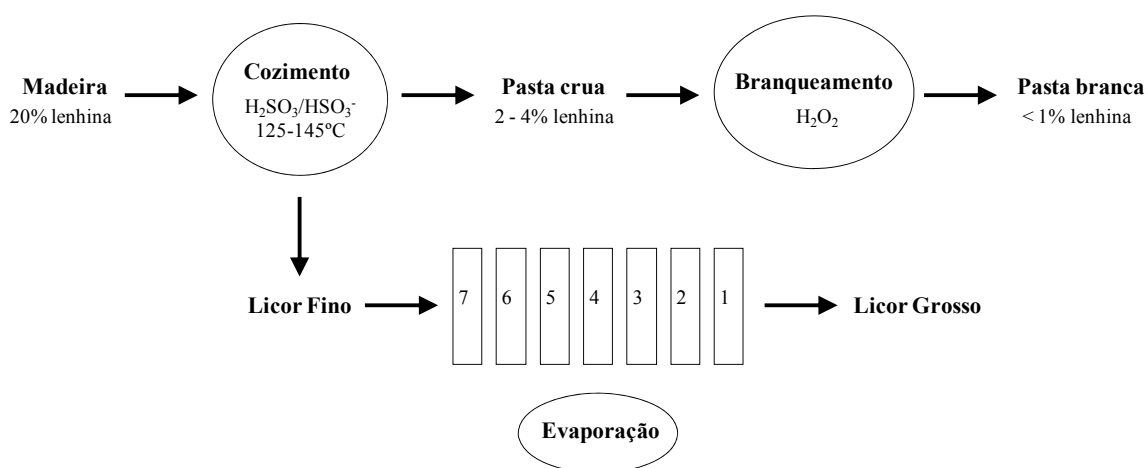 Madeira
20% lenhina
Cozimento
H₂SO₃/HSO₃⁻
125-145ºC
Pasta crua
2 - 4% lenhina
Branqueamento
H₂O₂
Pasta branca
< 1% lenhina
Licor Fino
7 6 5 4 3 2 1
Licor Grosso
Evaporação